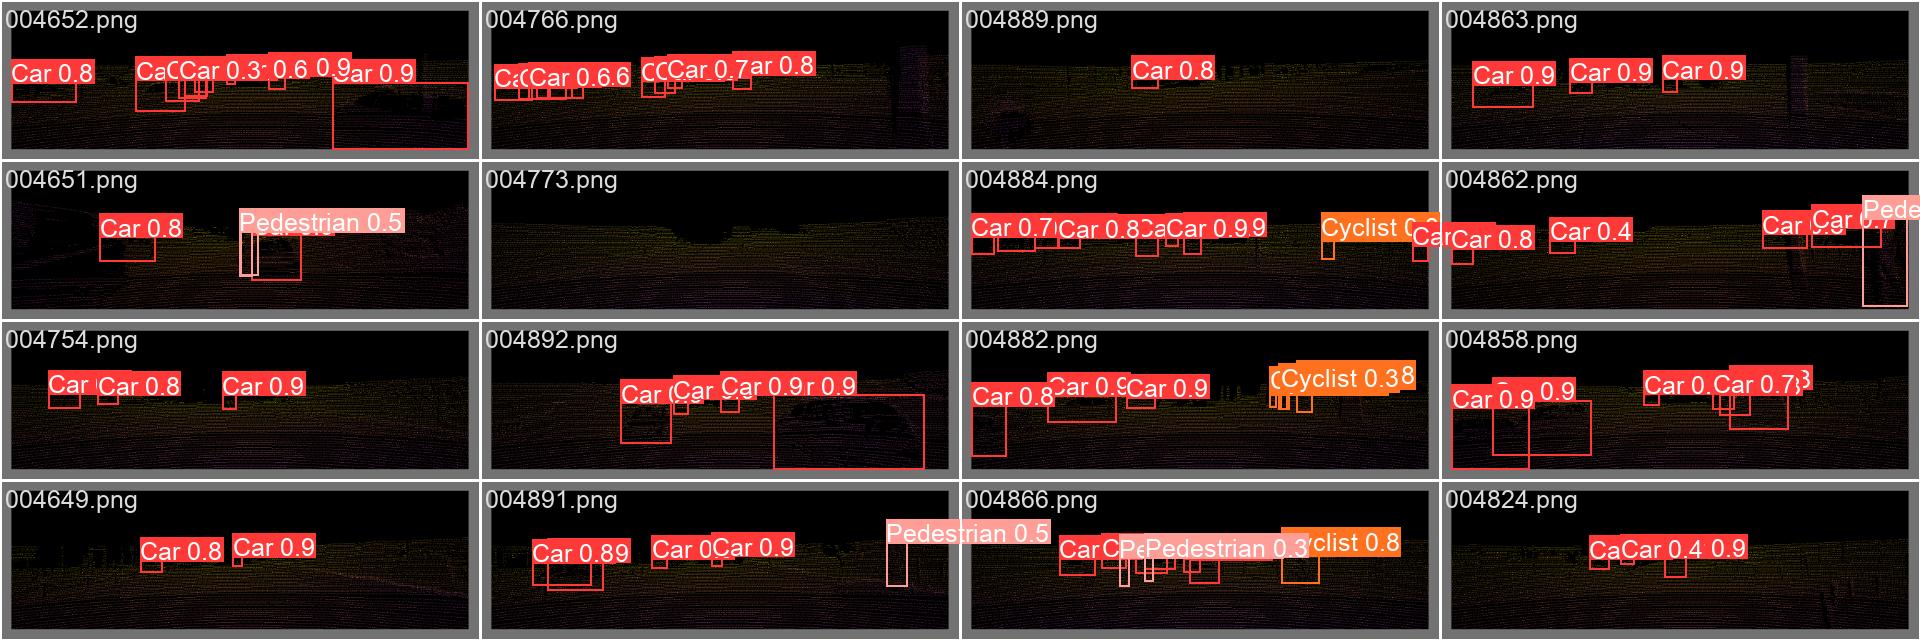 004652.png
Car 0.8
Car 0.3
0.6
0.9
Car 0.9
004766.png
Car 0.6
Car 0.7
ar 0.8
004889.png
Car 0.8
004863.png
Car 0.9
Car 0.9
Car 0.9
004651.png
Car 0.8
Pedestrian 0.5
004773.png
004884.png
Car 0.7
Car 0.8
Car 0.9
Cyclist
Car
004862.png
Car 0.8
Car 0.4
Car
Car 0.7
Pede
004754.png
Car
Car 0.8
Car 0.9
004892.png
Car
Car
Car 0.9
r 0.9
004882.png
Car 0.8
Car 0.9
Car 0.9
Cyclist 0.3
8
004858.png
Car 0.9
0.9
Car 0.
Car 0.7
004649.png
Car 0.8
Car 0.9
004891.png
Car 0.89
Car 0
Car 0.9
Pedestrian 0.5
004866.png
Car
C
Pe
Pedestrian 0.3
clist 0.8
004824.png
Ca
Car 0.4
0.9